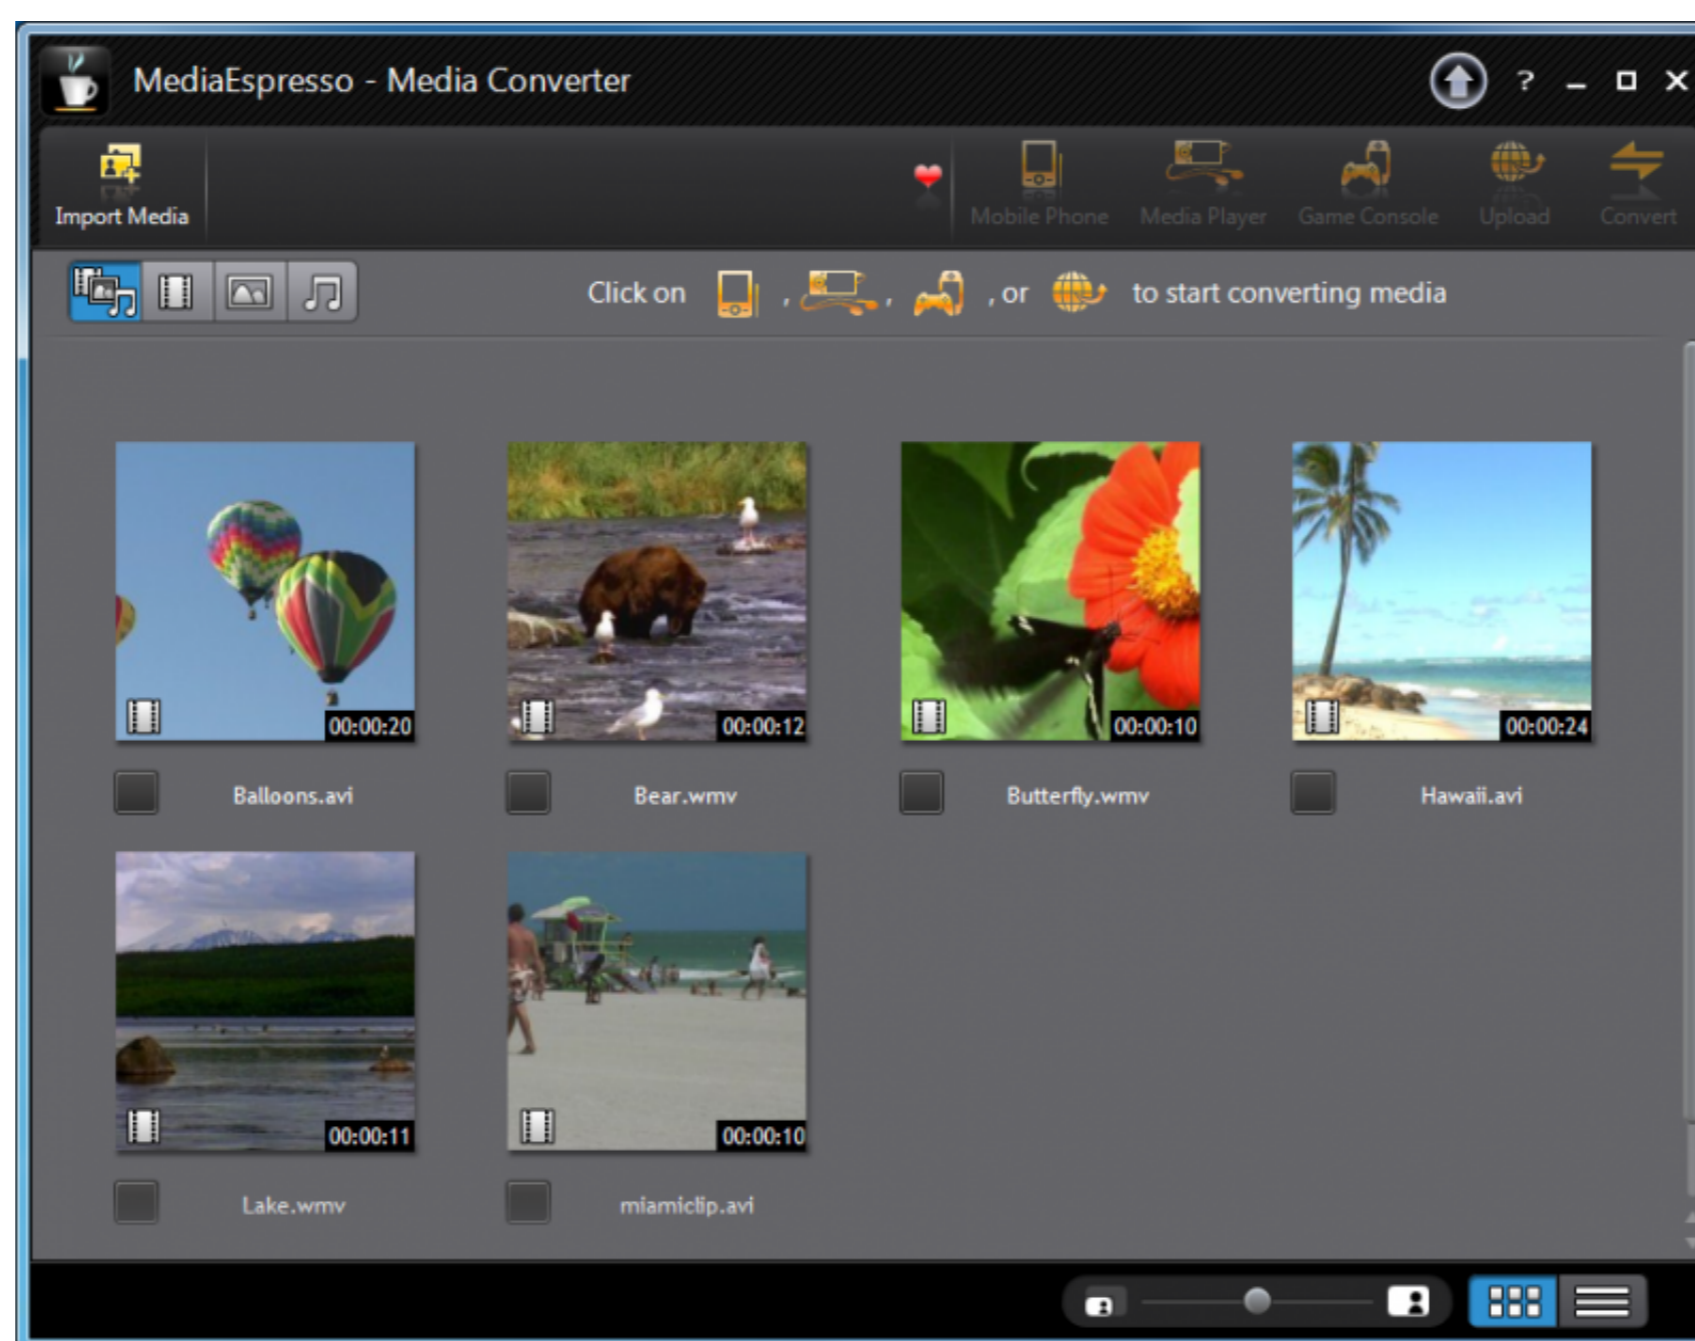 MediaEspresso - Media Converter
?
Import Media
Mobile Phone
Media Player
Game Console
Upload
Convert
Click on , , , or to start converting media
00:00:20
00:00:12
00:00:10
00:00:24
Balloons.avi
Bear.wmv
Butterfly.wmv
Hawaii.avi
00:00:11
00:00:10
Lake.wmv
miamiclip.avi